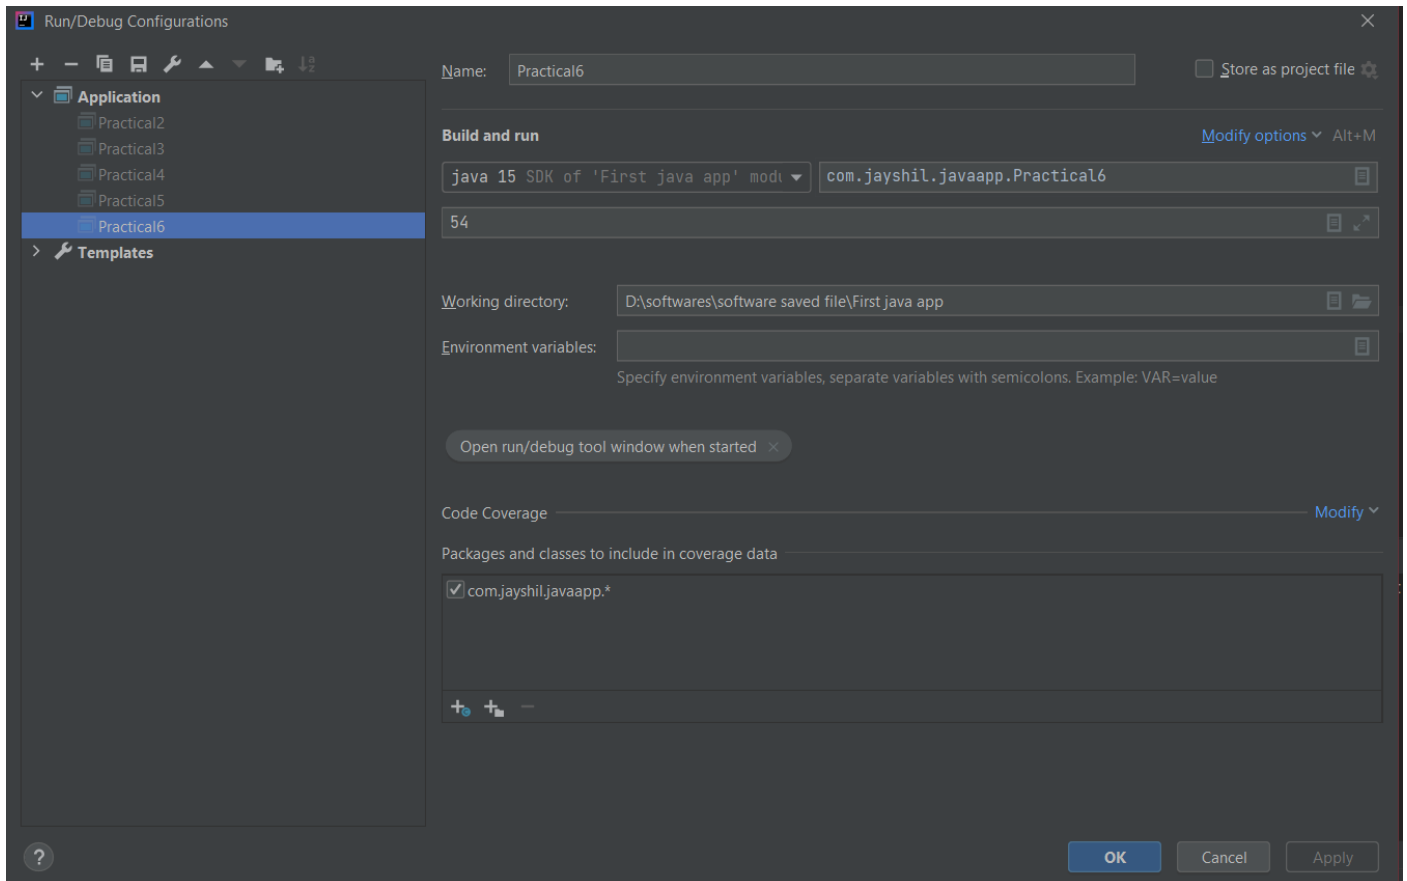 Run/Debug Configurations
Name: Practical6
Store as project file
Application
Practical2
Practical3
Practical4
Practical5
Practical6
Templates
Build and run
Modify options Alt+M
java 15 SDK of 'First java app' modu
com.jayshil.javaapp.Practical6
54
Working directory: D:\softwares\software saved file\First java app
Environment variables:
Specify environment variables, separate variables with semicolons. Example: VAR=value
Open run/debug tool window when started
Code Coverage
Modify
Packages and classes to include in coverage data
com.jayshil.javaapp.*
?
OK
Cancel
Apply